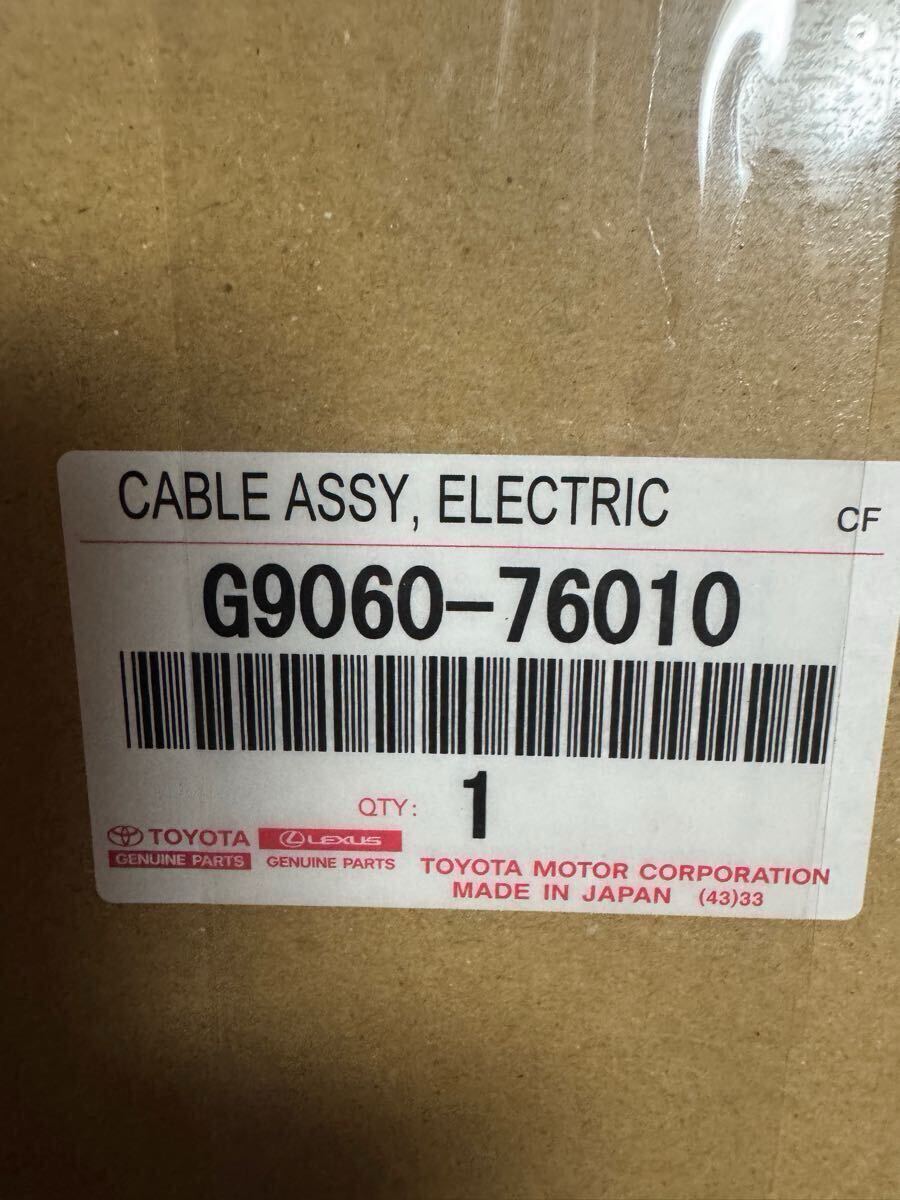 CABLE ASSY, ELECTRIC
CF
G9060-76010
QTY: 1
TOYOTA
GENUINE PARTS
LEXUS
GENUINE PARTS
TOYOTA MOTOR CORPORATION
MADE IN JAPAN (43)33